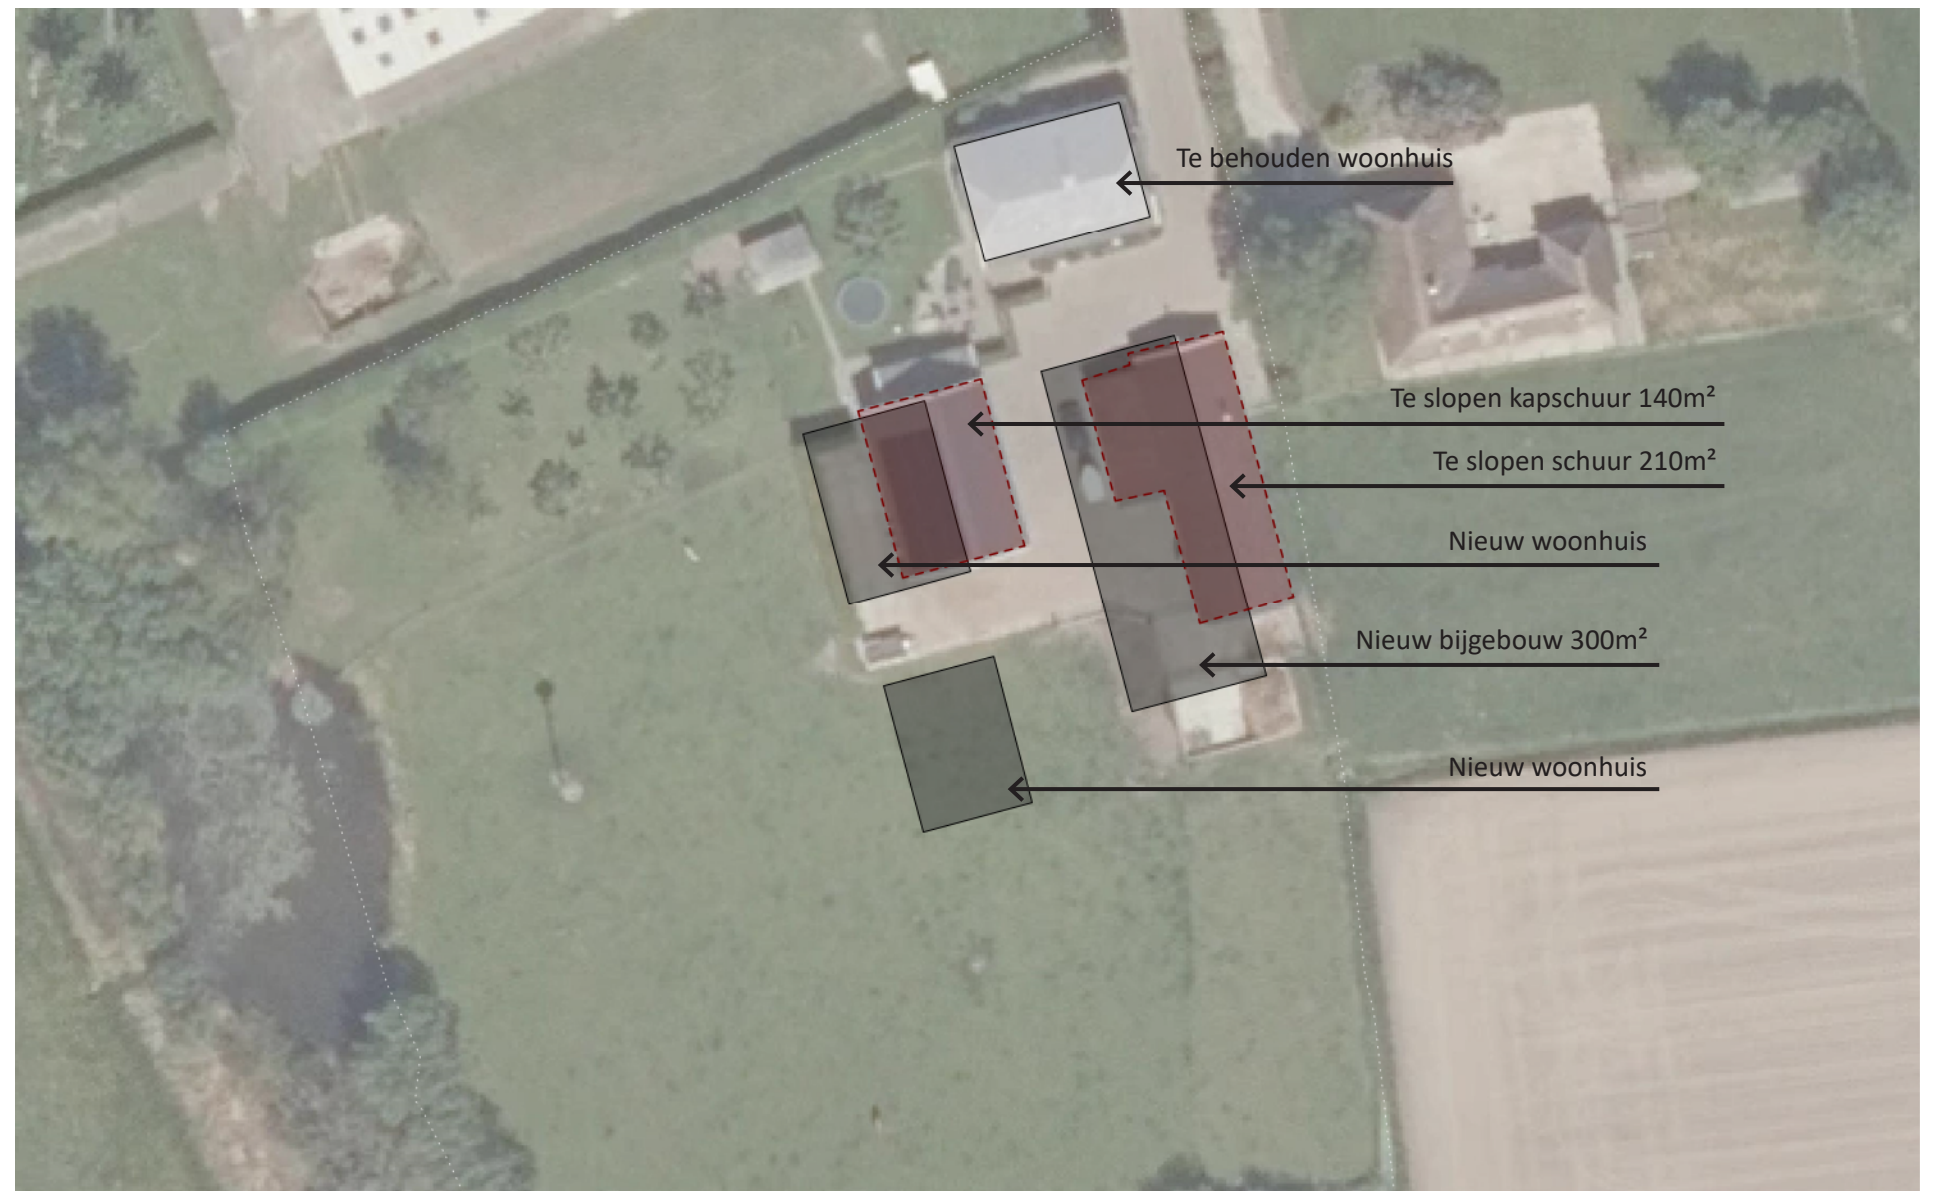 Te behouden woonhuis
Te slopen kapschuur 140m²
Te slopen schuur 210m²
Nieuw woonhuis
Nieuw bijgebouw 300m²
Nieuw woonhuis